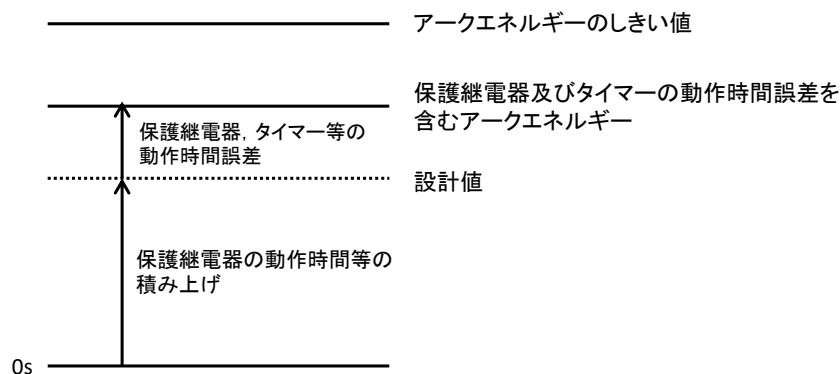 アークエネルギーのしきい値
保護継電器及びタイマーの動作時間誤差を
含むアークエネルギー
保護継電器，タイマー等の
動作時間誤差
設計値
保護継電器の動作時間等の
積み上げ
0s